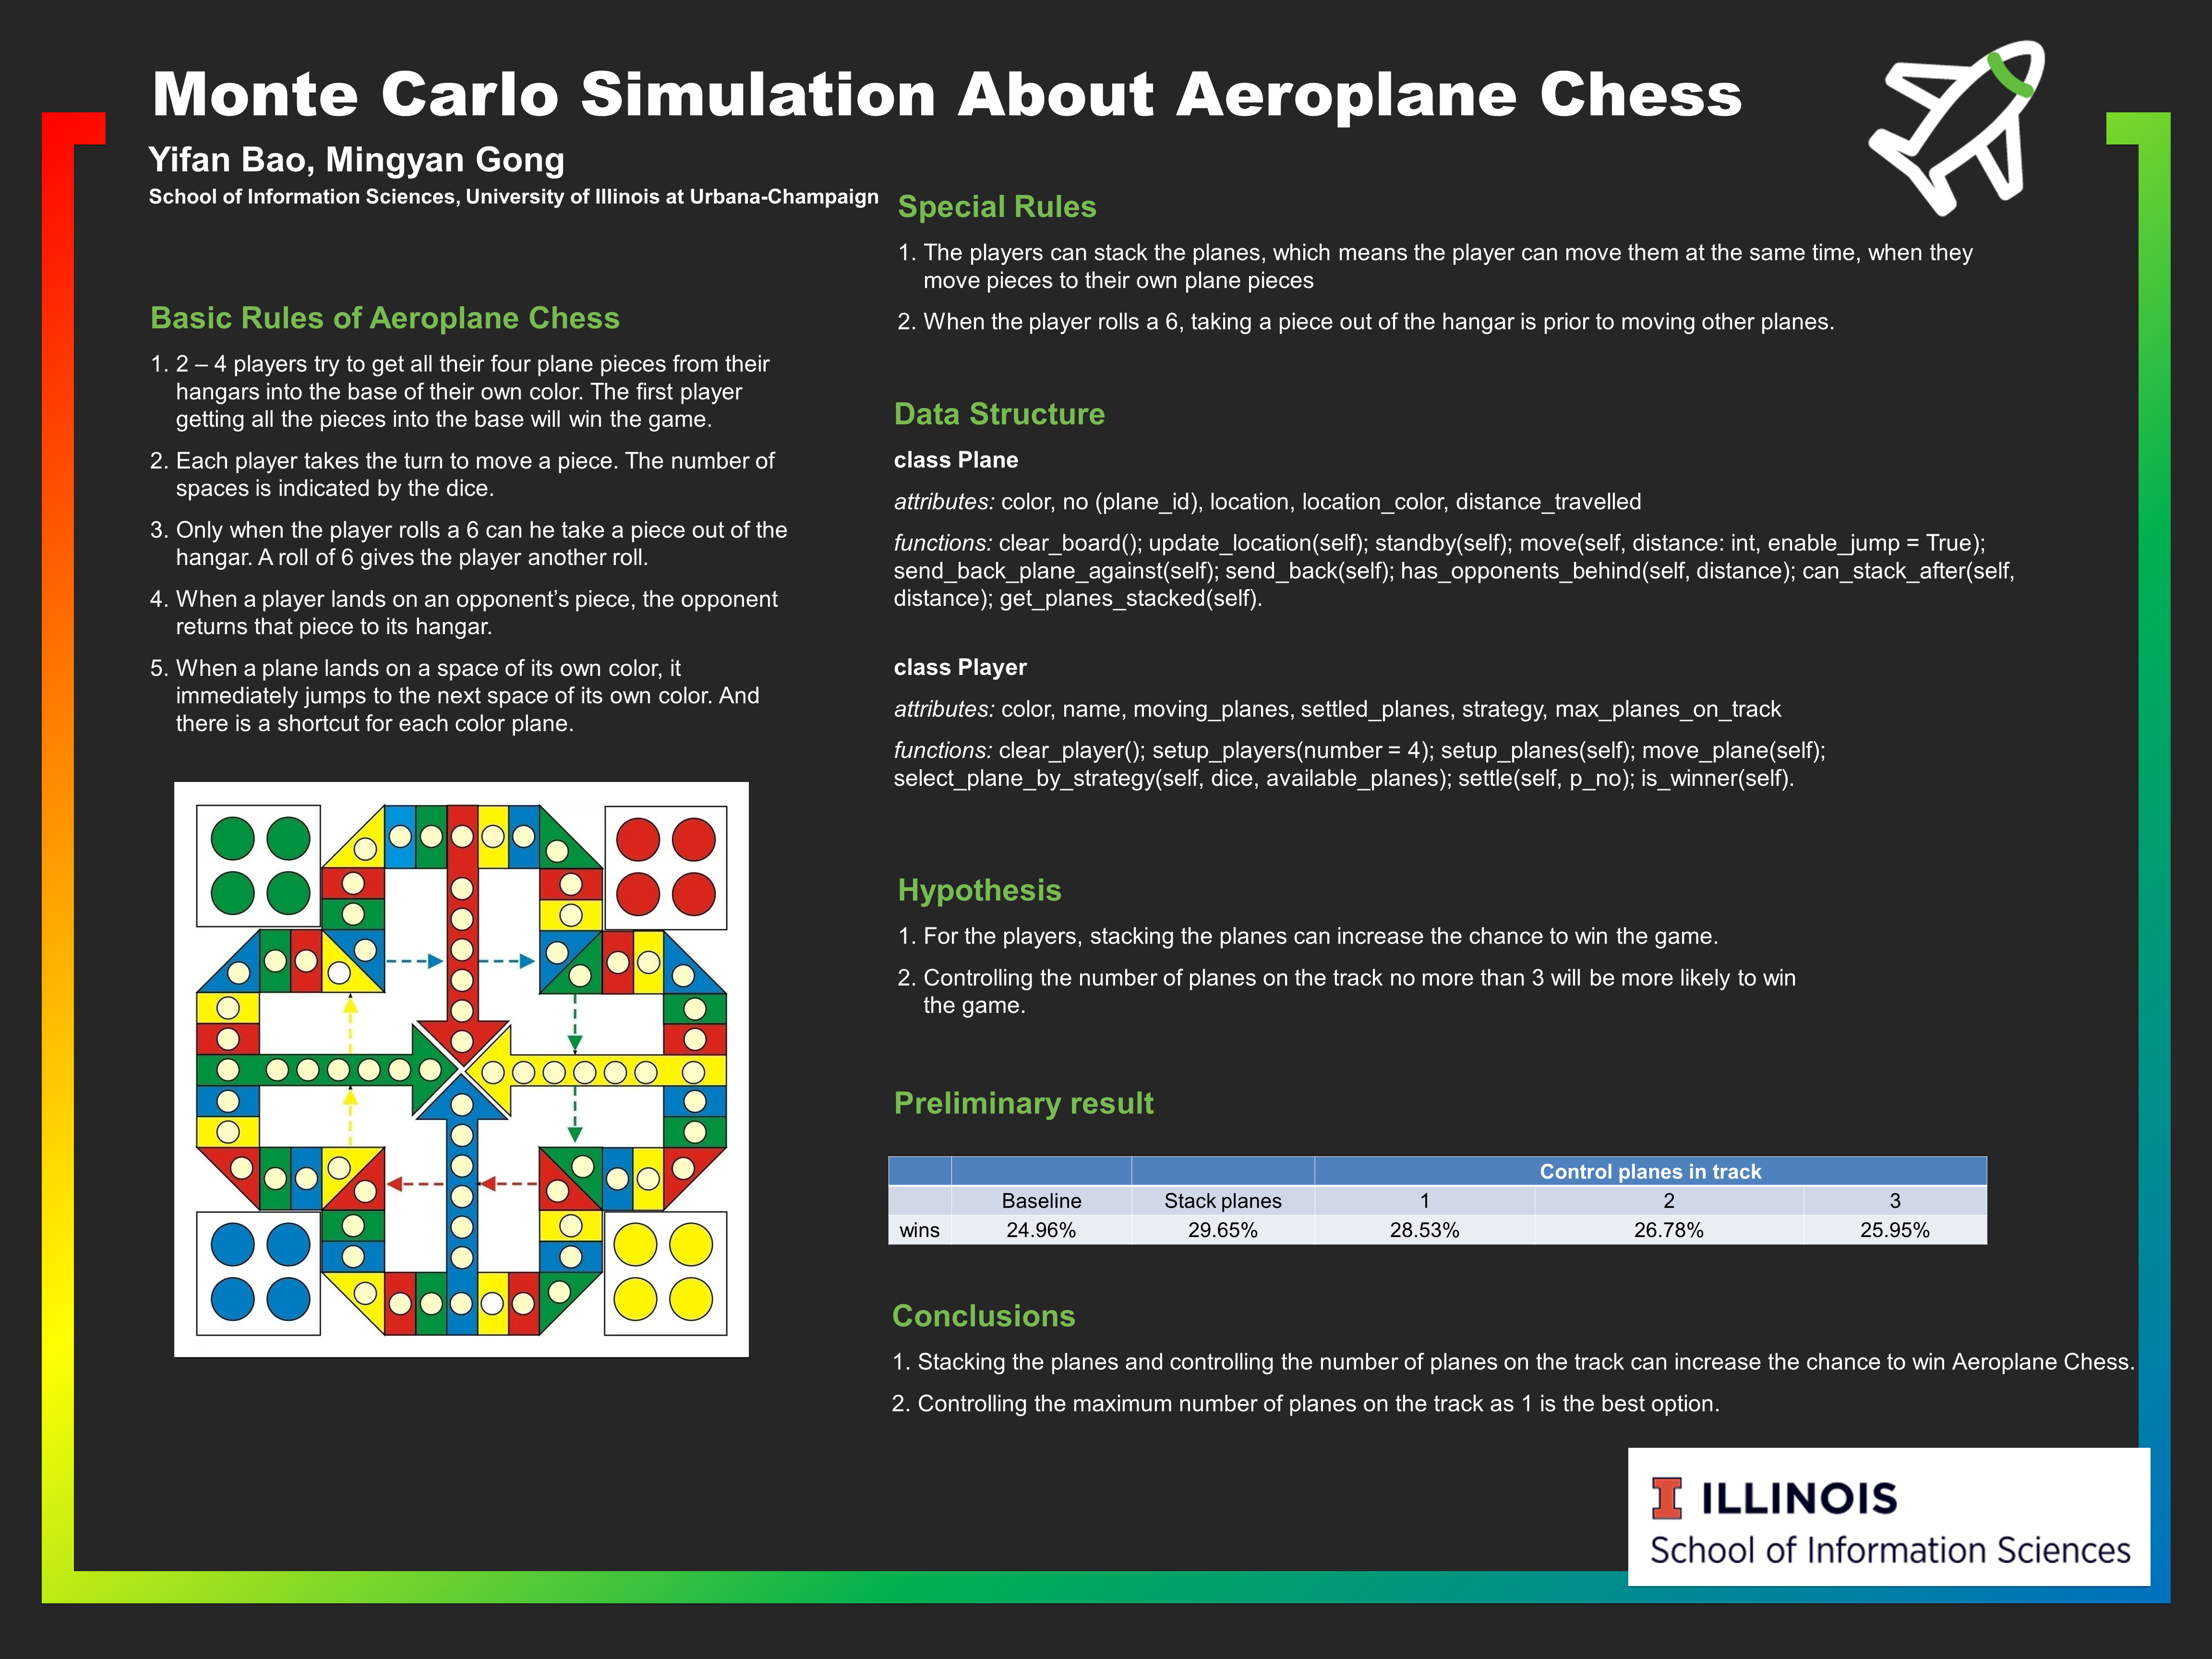 Monte Carlo Simulation About Aeroplane Chess
Yifan Bao, Mingyan Gong
School of Information Sciences, University of Illinois at Urbana-Champaign
Basic Rules of Aeroplane Chess
1. 2 – 4 players try to get all their four plane pieces from their
hangars into the base of their own color. The first player
getting all the pieces into the base will win the game.
2. Each player takes the turn to move a piece. The number of
spaces is indicated by the dice.
3. Only when the player rolls a 6 can he take a piece out of the
hangar. A roll of 6 gives the player another roll.
4. When a player lands on an opponent’s piece, the opponent
returns that piece to its hangar.
5. When a plane lands on a space of its own color, it
immediately jumps to the next space of its own color. And
there is a shortcut for each color plane.
Special Rules
1. The players can stack the planes, which means the player can move them at the same time, when they
move pieces to their own plane pieces
2. When the player rolls a 6, taking a piece out of the hangar is prior to moving other planes.
Data Structure
class Plane
attributes: color, no (plane_id), location, location_color, distance_travelled
functions: clear_board(); update_location(self); standby(self); move(self, distance: int, enable_jump = True);
send_back_plane_against(self); send_back(self); has_opponents_behind(self, distance); can_stack_after(self,
distance); get_planes_stacked(self).
class Player
attributes: color, name, moving_planes, settled_planes, strategy, max_planes_on_track
functions: clear_player(); setup_players(number = 4); setup_planes(self); move_plane(self);
select_plane_by_strategy(self, dice, available_planes); settle(self, p_no); is_winner(self).
Hypothesis
1. For the players, stacking the planes can increase the chance to win the game.
2. Controlling the number of planes on the track no more than 3 will be more likely to win
the game.
Preliminary result
Control planes in track
Baseline Stack planes 1 2 3
wins 24.96% 29.65% 28.53% 26.78% 25.95%
Conclusions
1. Stacking the planes and controlling the number of planes on the track can increase the chance to win Aeroplane Chess.
2. Controlling the maximum number of planes on the track as 1 is the best option.
I ILLINOIS
School of Information Sciences